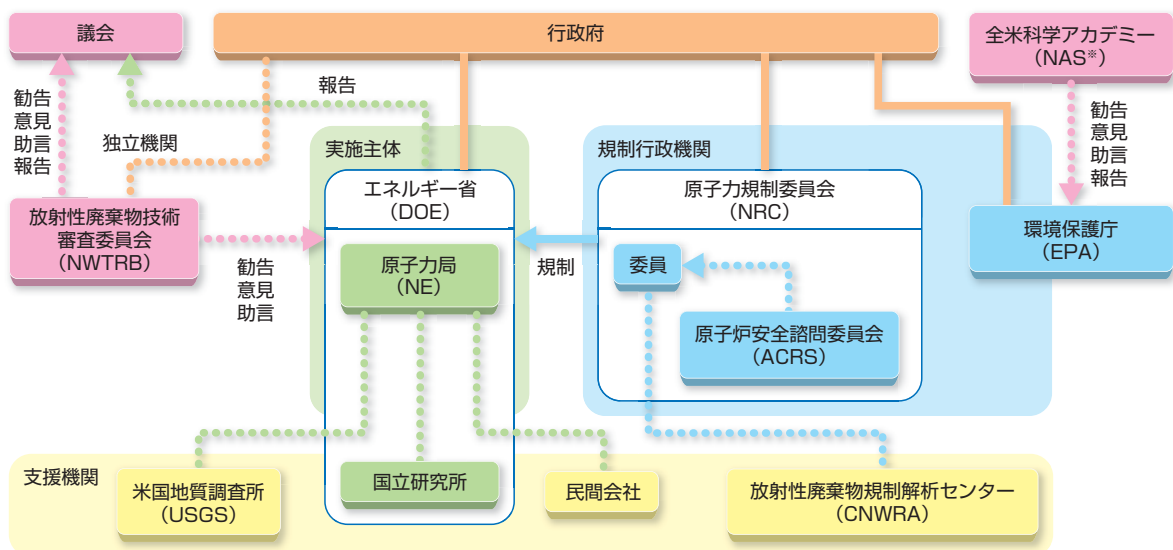 議会
行政府
全米科学アカデミー
(NAS※)
報告
勧告
意見
助言
報告
独立機関
勧告
意見
助言
報告
実施主体
規制行政機関
エネルギー省
(DOE)
原子力規制委員会
(NRC)
放射性廃棄物技術
審査委員会
(NWTRB)
環境保護庁
(EPA)
勧告
意見
助言
原子力局
(NE)
規制
委員
原子炉安全諮問委員会
(ACRS)
支援機関
米国地質調査所
(USGS)
国立研究所
民間会社
放射性廃棄物規制解析センター
(CNWRA)